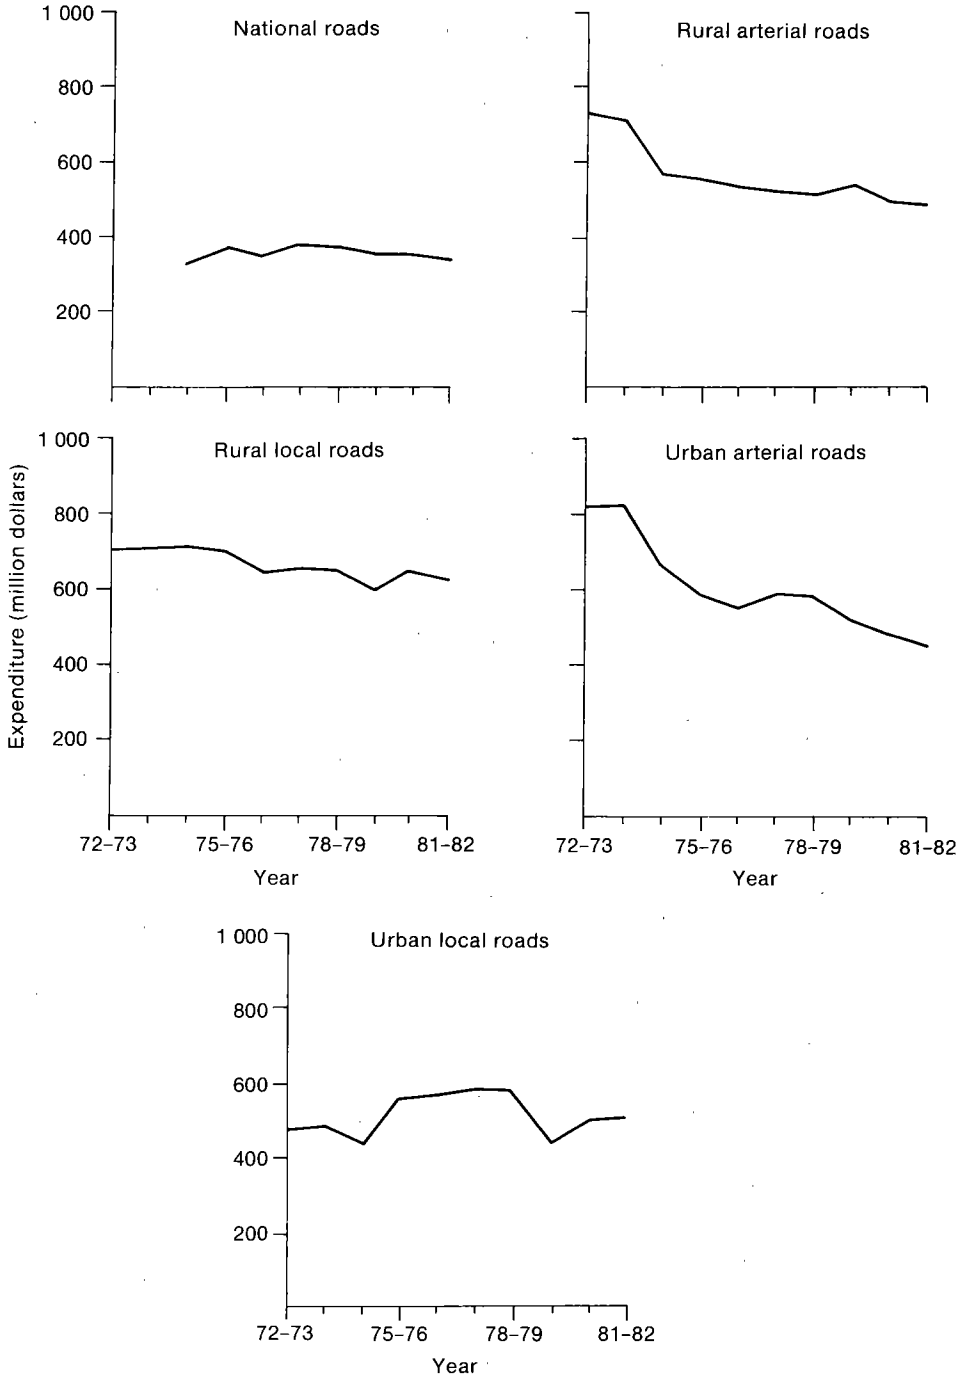 National roads
Rural arterial roads
1 000
800
600
400
200
Rural local roads
Urban arterial roads
1 000
800
600
400
200
Expenditure (million dollars)
72–73 75–76 78–79 81–82
Year
72–73 75–76 78–79 81–82
Year
Urban local roads
1 000
800
600
400
200
72–73 75–76 78–79 81–82
Year